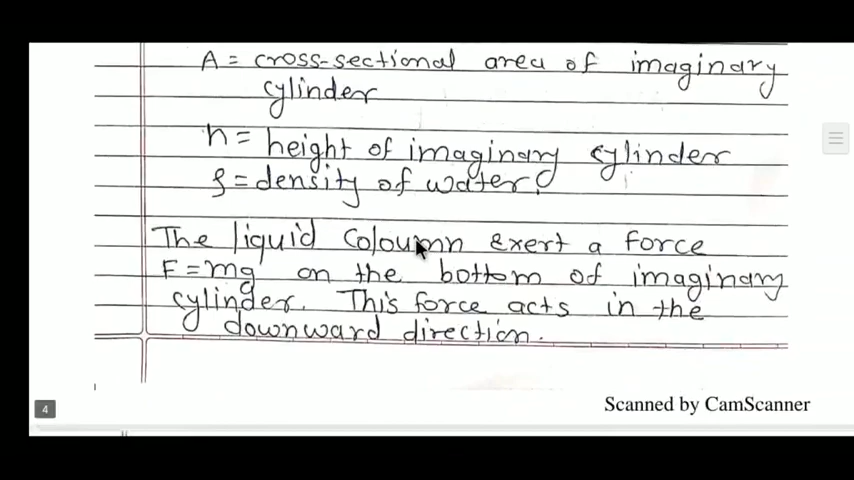 A = cross-sectional area of imaginary
cylinder
h = height of imaginary cylinder
ρ = density of water.
The liquid coloumn exert a force
F = mg on the bottom of imaginary
cylinder. This force acts in the
downward direction.
4
Scanned by CamScanner